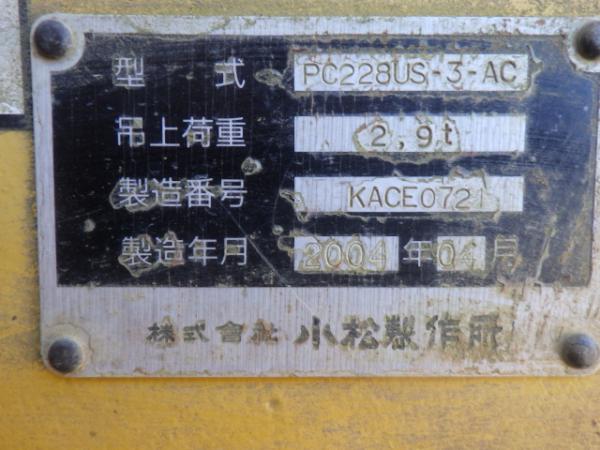 型式 PC228US-3-AC
吊上荷重 2,9t
製造番号 KACE0721
製造年月 2004年04月
株式會社 小松製作所